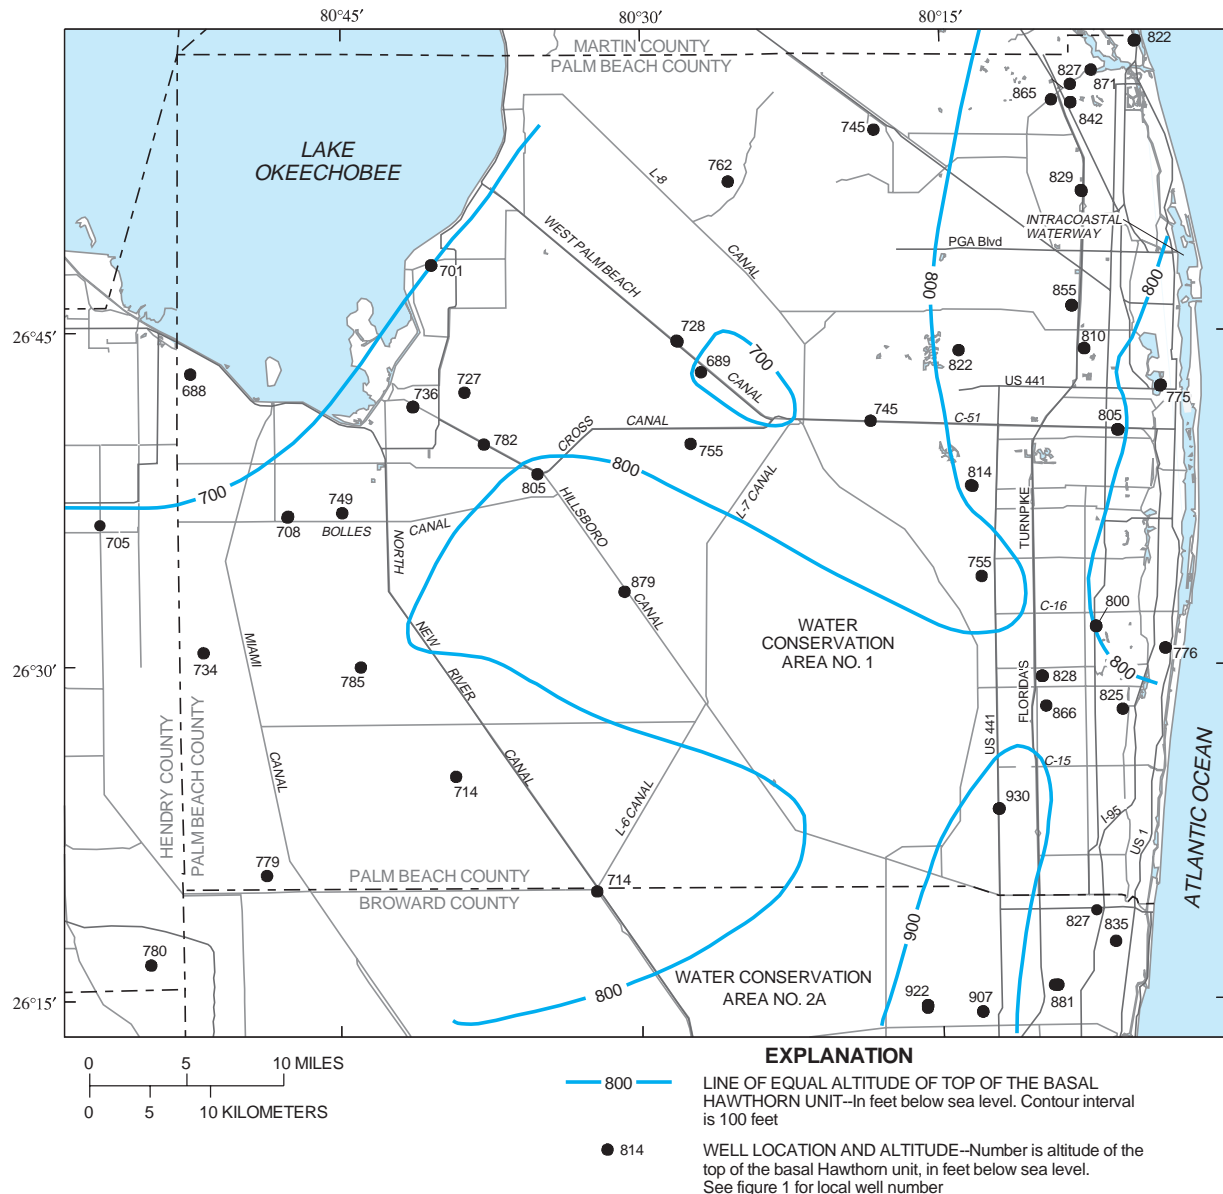 80°45′
80°30′
80°15′
MARTIN COUNTY
PALM BEACH COUNTY
822
827
871
865
842
745
LAKE
OKEECHOBEE
762
L-8
829
INTRACOASTAL
WATERWAY
WEST PALM BEACH
PGA Blvd
CANAL
701
800
800
855
26°45′
728
810
700
689
822
688
727
CANAL
US 441
775
736
745
C-51
805
CROSS
CANAL
782
755
800
805
814
700
HILLSBORO
L-7 CANAL
TURNPIKE
749
708
BOLLES
CANAL
705
NORTH
755
879
CANAL
C-16
800
WATER
CONSERVATION
AREA NO. 1
NEW
MIAMI
776
26°30′
734
785
RIVER
800
828
FLORIDA'S
825
866
US 441
HENDRY COUNTY
PALM BEACH COUNTY
CANAL
CANAL
C-15
714
930
L-6 CANAL
I-95
US 1
ATLANTIC OCEAN
779
PALM BEACH COUNTY
BROWARD COUNTY
714
827
835
900
780
WATER CONSERVATION
AREA NO. 2A
800
26°15′
922
907
881
0 5 10 MILES
0 5 10 KILOMETERS
EXPLANATION
800
LINE OF EQUAL ALTITUDE OF TOP OF THE BASAL
HAWTHORN UNIT--In feet below sea level. Contour interval
is 100 feet
814
WELL LOCATION AND ALTITUDE--Number is altitude of the
top of the basal Hawthorn unit, in feet below sea level.
See figure 1 for local well number